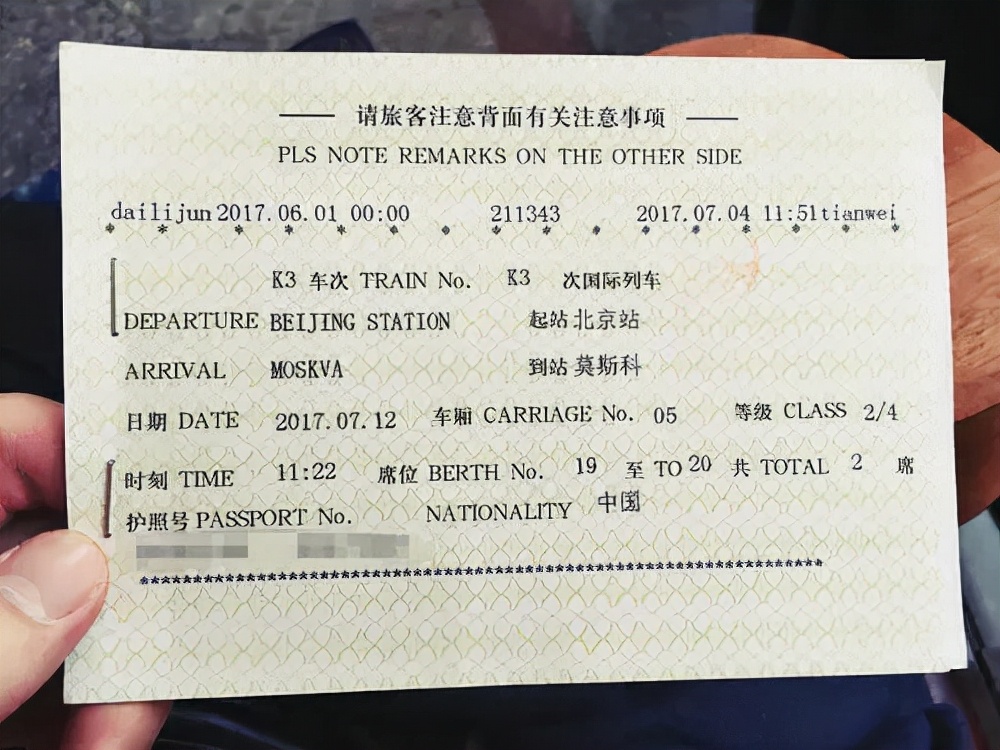 请旅客注意背面有关注意事项
PLS NOTE REMARKS ON THE OTHER SIDE
dailijun 2017.06.01 00:00 211343 2017.07.04 11:51tianwei
* * * * * * * * * * * * * * * *
K3 车次 TRAIN No. K3 次国际列车
DEPARTURE BEIJING STATION 起站 北京站
ARRIVAL MOSKVA 到站 莫斯科
日期 DATE 2017.07.12 车厢 CARRIAGE No. 05 等级 CLASS 2/4
时刻 TIME 11:22 席位 BERTH No. 19 至 TO 20 共 TOTAL 2 席
护照号 PASSPORT No. NATIONALITY 中国